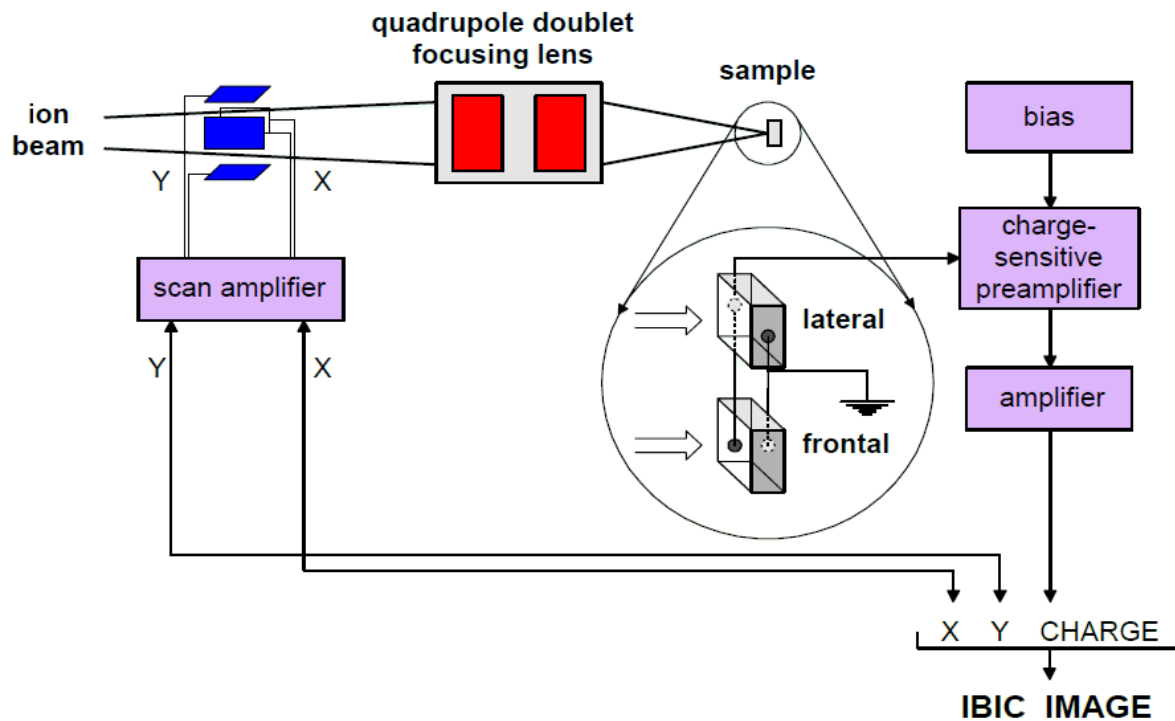 quadrupole doublet
focusing lens
sample
ion
beam
bias
Y
X
charge-
sensitive
preamplifier
scan amplifier
lateral
Y
X
amplifier
frontal
X Y CHARGE
IBIC IMAGE